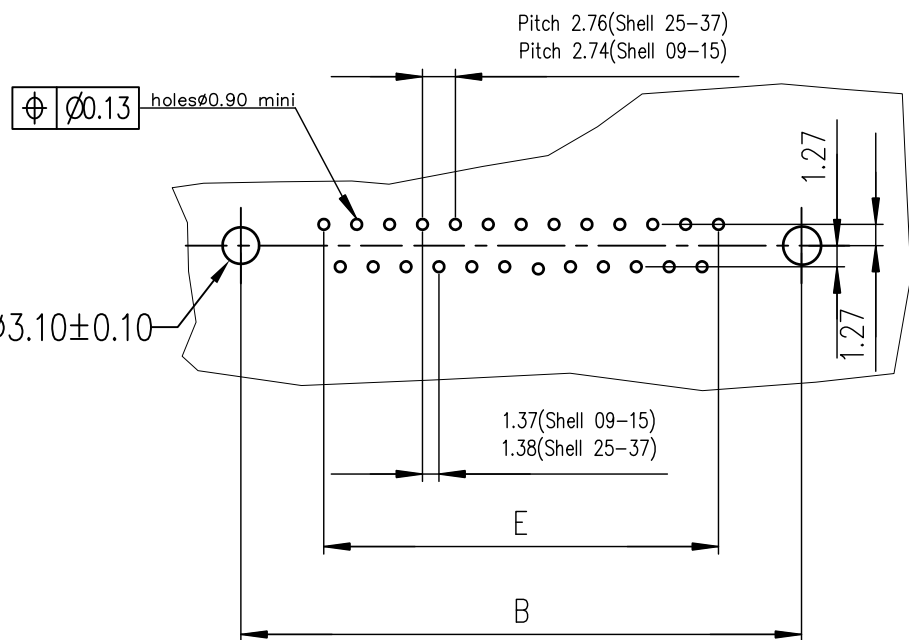 Pitch 2.76(Shell 25-37)
Pitch 2.74(Shell 09-15)
⌖ Ø0.13
holesø0.90 mini
1.27
1.27
Ø3.10±0.10
1.37(Shell 09-15)
1.38(Shell 25-37)
E
B